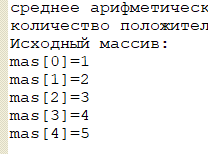 среднее арифметическ
количество положител
Исходный массив:
mas[0]=1
mas[1]=2
mas[2]=3
mas[3]=4
mas[4]=5